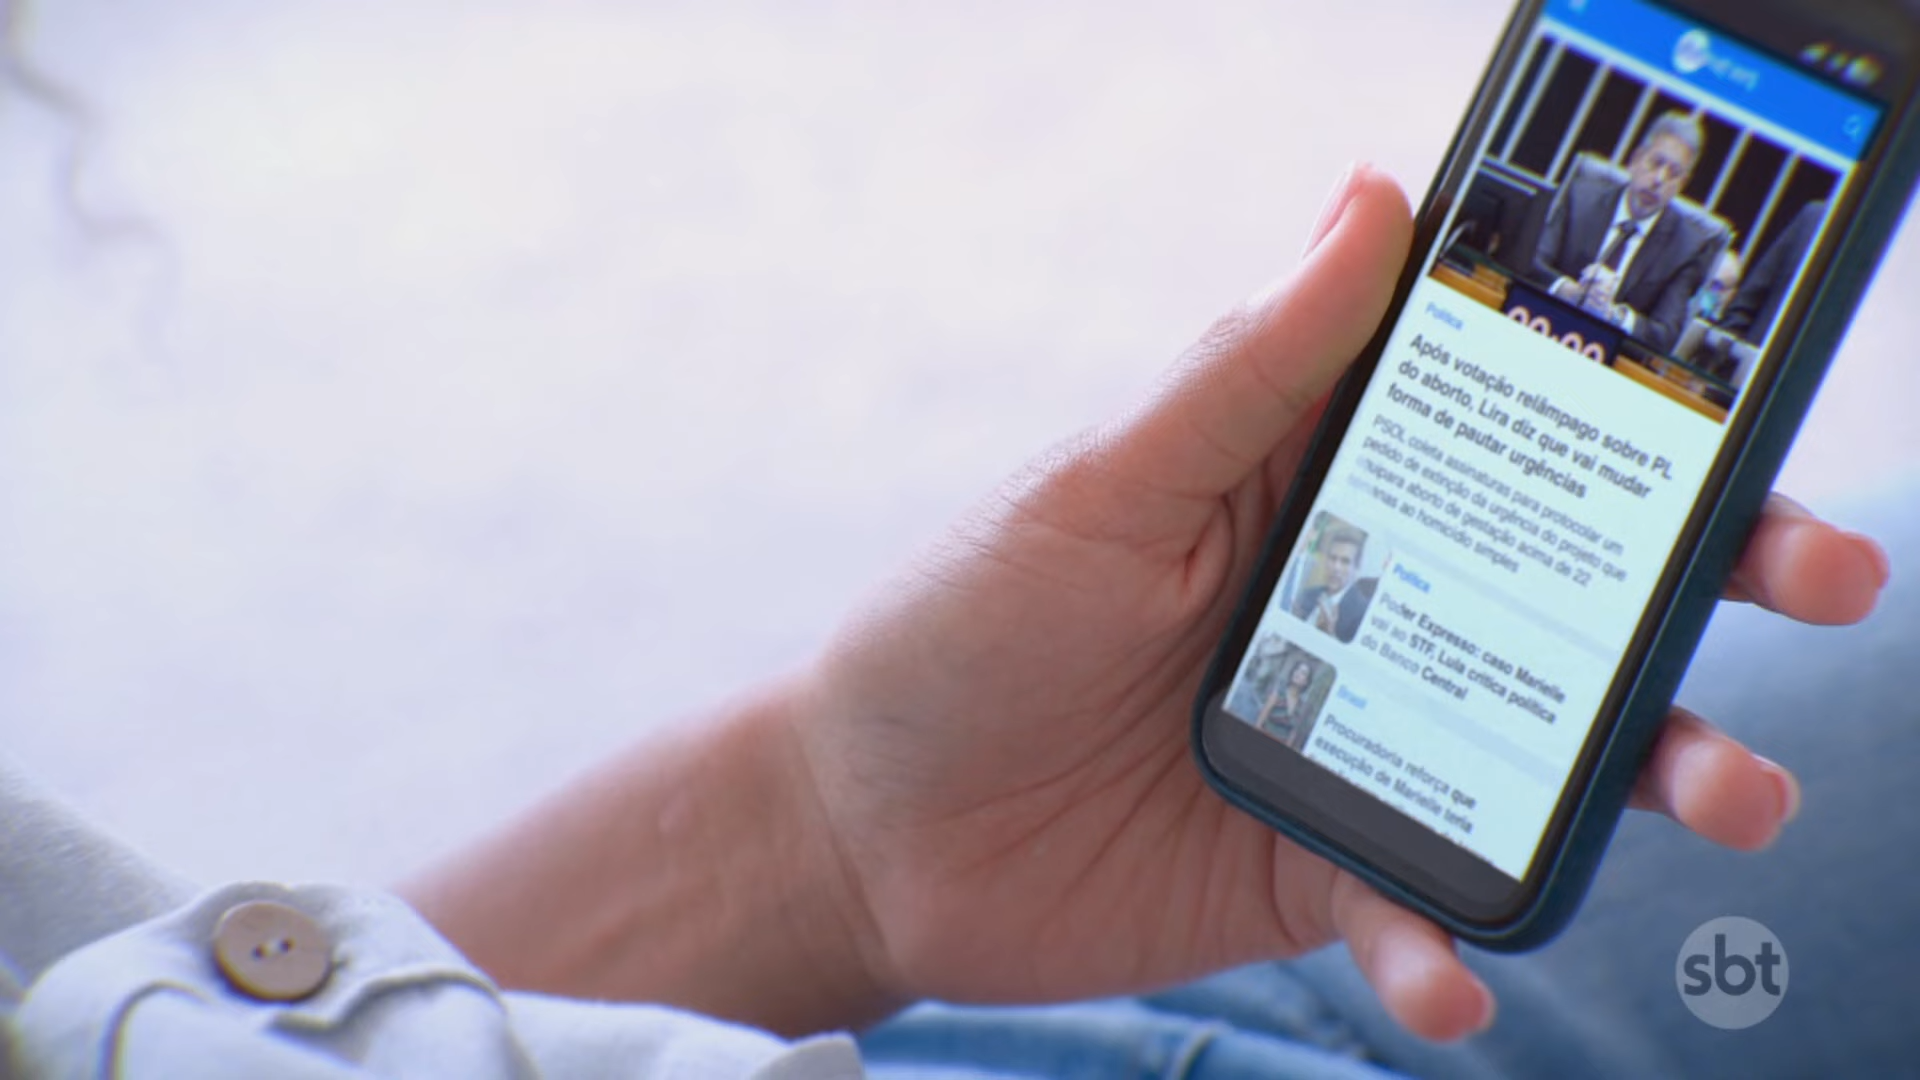 news
00:00
Política
Após votação relâmpago sobre PL
do aborto, Lira diz que vai mudar
forma de pautar urgências
PSOL coleta assinaturas para protocolar um
pedido de extinção da urgência do projeto que
equipara aborto de gestação acima de 22
semanas ao homicídio simples
Política
Poder Expresso: caso Marielle
vai ao STF, Lula critica política
do Banco Central
Brasil
Procuradoria reforça que
execução de Marielle teria
sbt